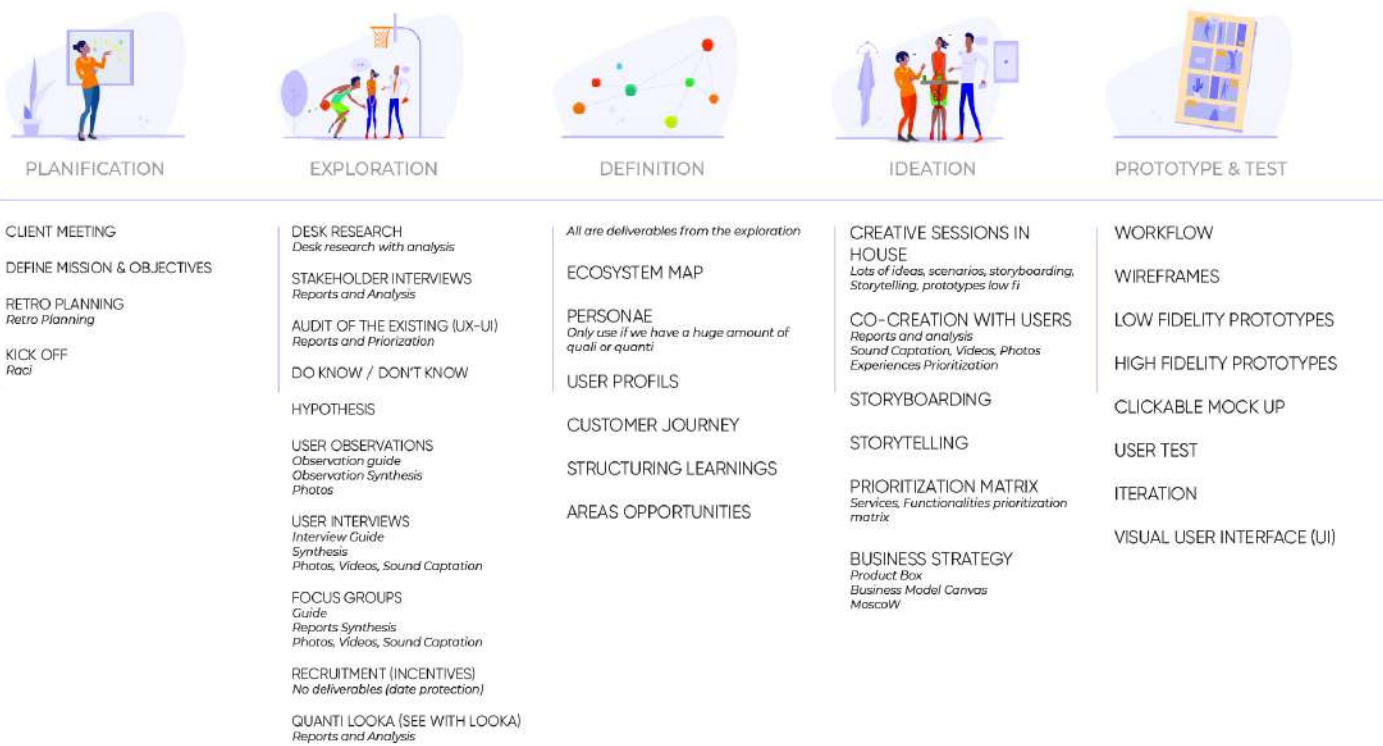 PLANIFICATION
EXPLORATION
DEFINITION
IDEATION
PROTOTYPE & TEST
CLIENT MEETING
DEFINE MISSION & OBJECTIVES
RETRO PLANNING
Retro Planning
KICK OFF
Raci
DESK RESEARCH
Desk research with analysis
STAKEHOLDER INTERVIEWS
Reports and Analysis
AUDIT OF THE EXISTING (UX-UI)
Reports and Priorization
DO KNOW / DON'T KNOW
HYPOTHESIS
USER OBSERVATIONS
Observation guide
Observation Synthesis
Photos
USER INTERVIEWS
Interview Guide
Synthesis
Photos, Videos, Sound Captation
FOCUS GROUPS
Guide
Reports Synthesis
Photos, Videos, Sound Captation
RECRUITMENT (INCENTIVES)
No deliverables (date protection)
QUANTI LOOKA (SEE WITH LOOKA)
Reports and Analysis
All are deliverables from the exploration
ECOSYSTEM MAP
PERSONAE
Only use if we have a huge amount of
quali or quanti
USER PROFILS
CUSTOMER JOURNEY
STRUCTURING LEARNINGS
AREAS OPPORTUNITIES
CREATIVE SESSIONS IN
HOUSE
Lots of ideas, scenarios, storyboarding,
Storytelling, prototypes low fi
CO-CREATION WITH USERS
Reports and analysis
Sound Captation, Videos, Photos
Experiences Prioritization
STORYBOARDING
STORYTELLING
PRIORITIZATION MATRIX
Services, Functionalities prioritization
matrix
BUSINESS STRATEGY
Product Box
Business Model Canvas
MoscoW
WORKFLOW
WIREFRAMES
LOW FIDELITY PROTOTYPES
HIGH FIDELITY PROTOTYPES
CLICKABLE MOCK UP
USER TEST
ITERATION
VISUAL USER INTERFACE (UI)